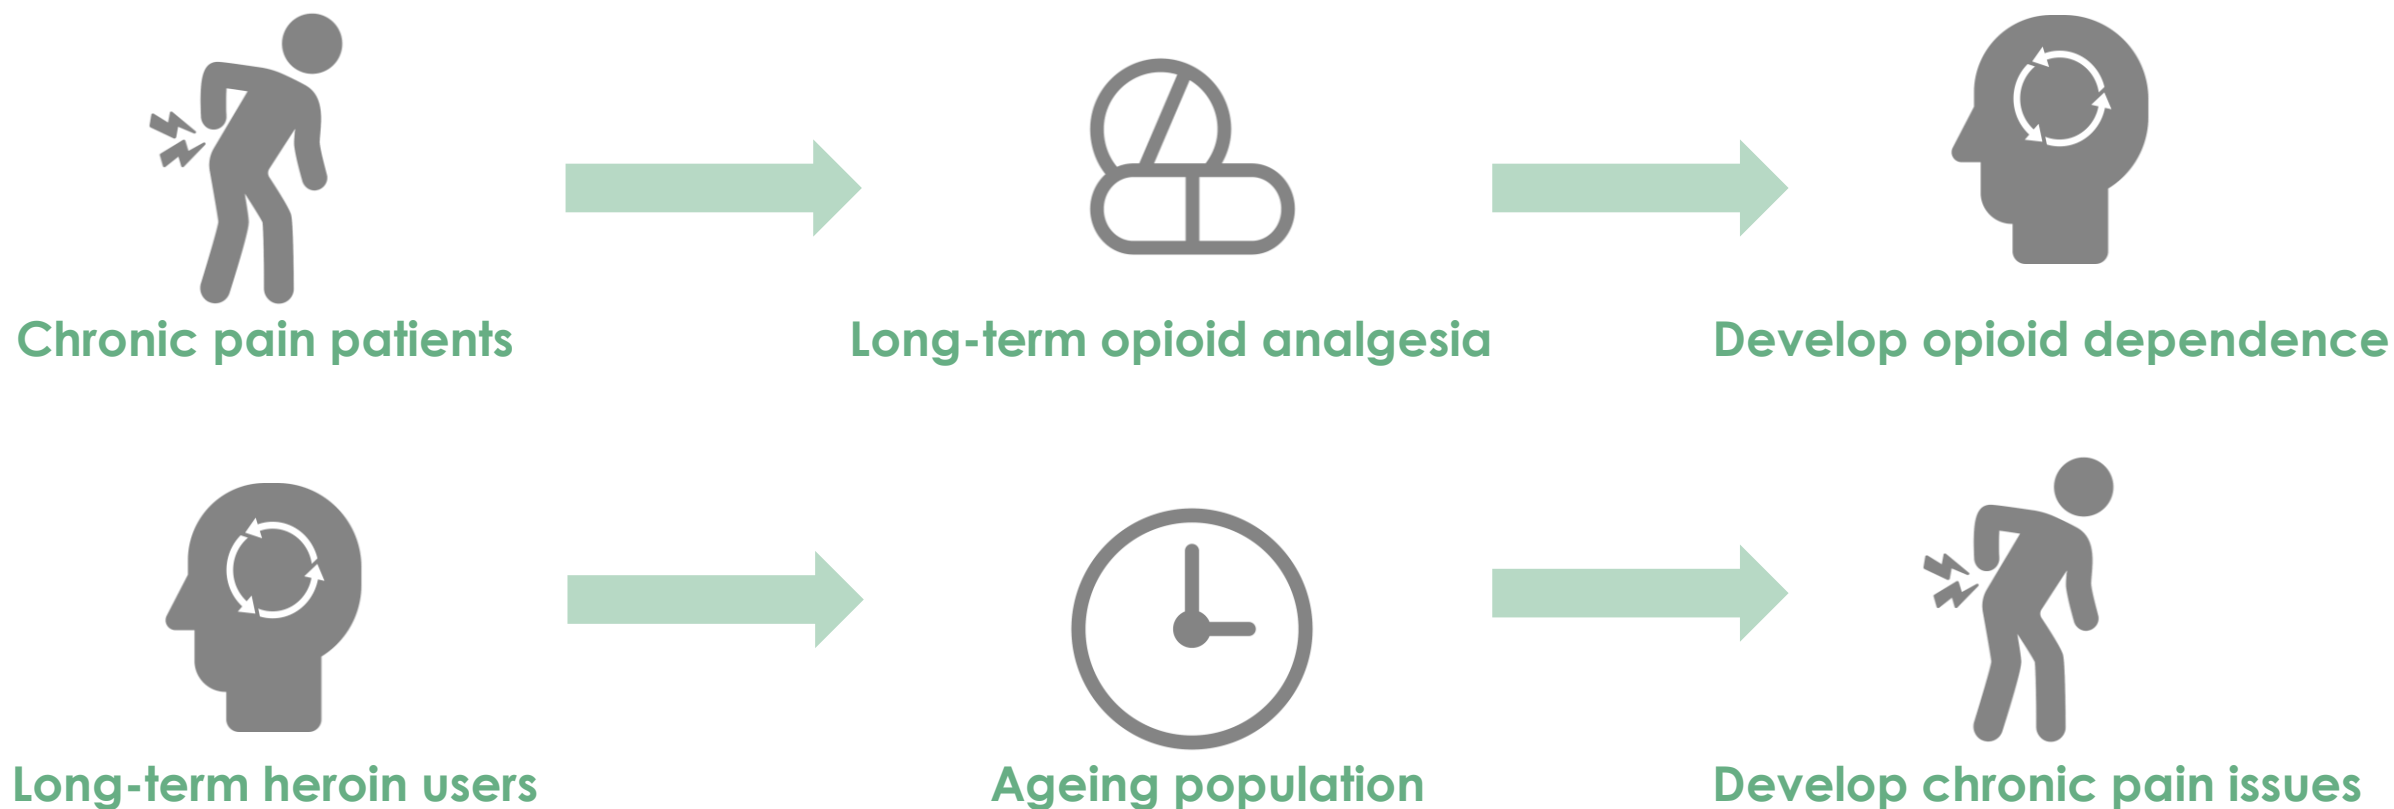 Chronic pain patients
Long-term opioid analgesia
Develop opioid dependence
Long-term heroin users
Ageing population
Develop chronic pain issues